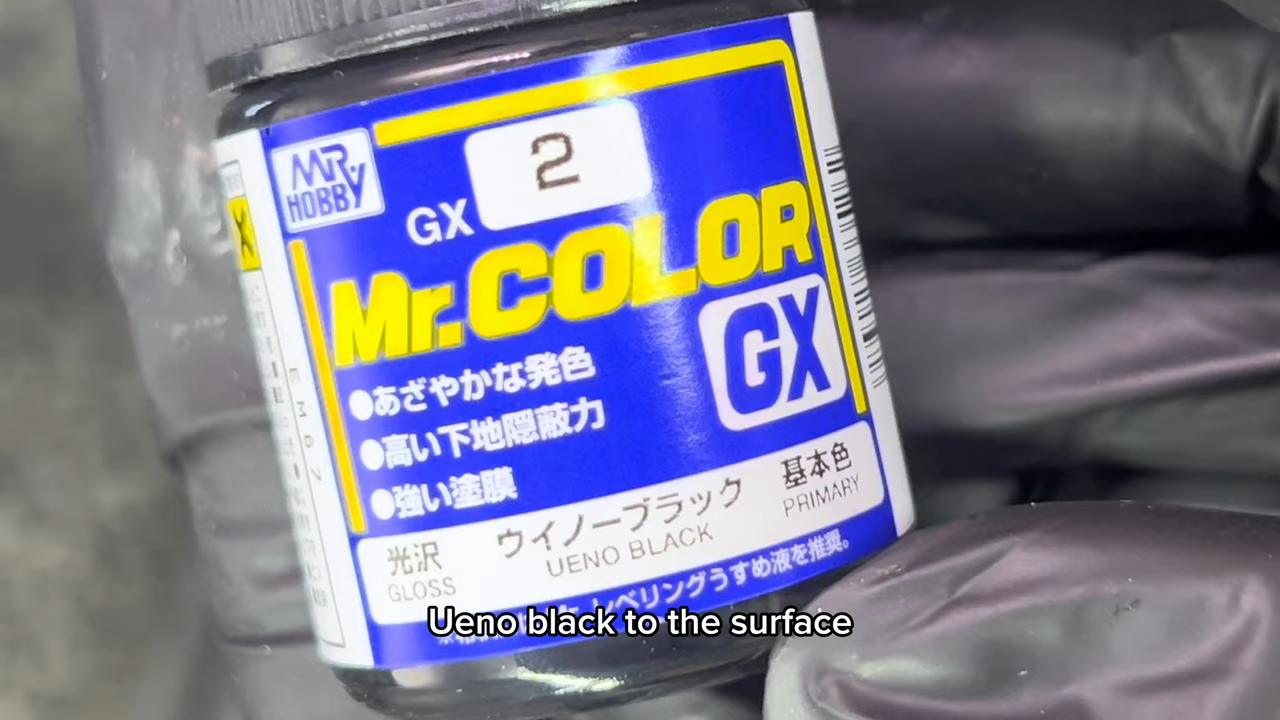 MR. HOBBY
GX 2
Mr.COLOR
GX
●あざやかな発色
●高い下地隠蔽力
●強い塗膜
光沢
GLOSS
ウイノーブラック
UENO BLACK
基本色
PRIMARY
レベリングうすめ液を推奨。
Ueno black to the surface